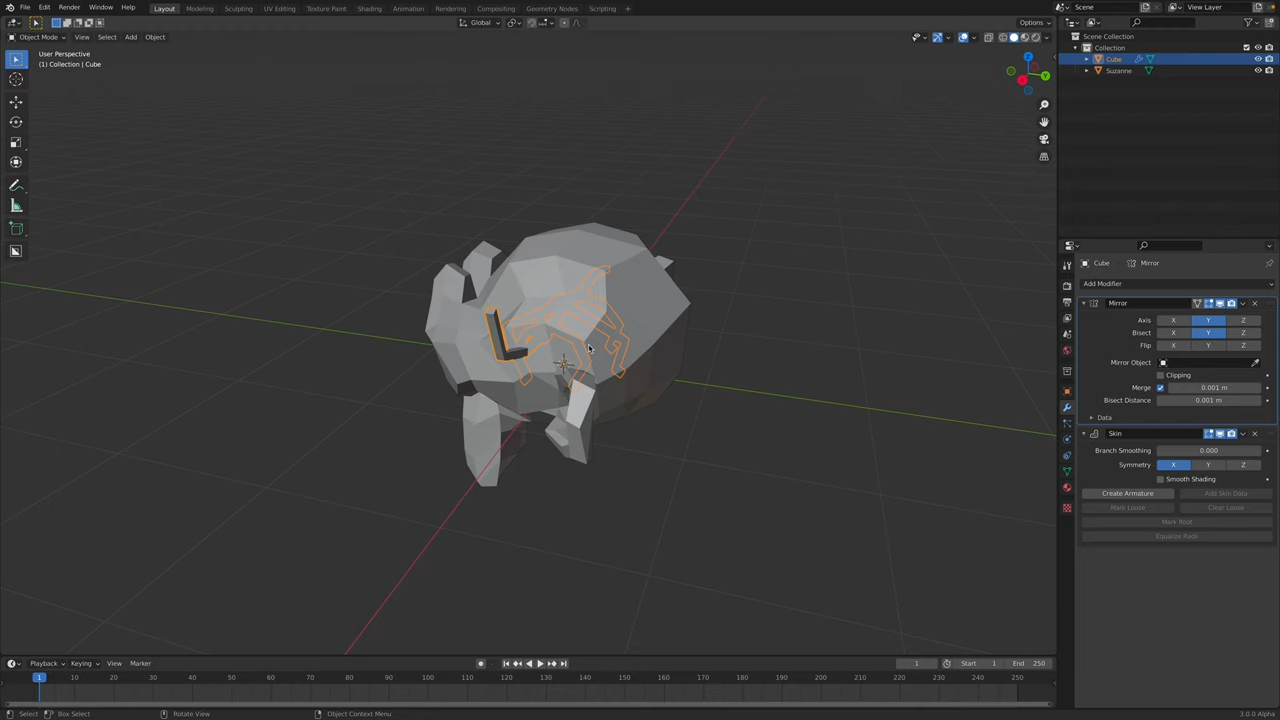 File Edit Render Window Help Layout Modeling Sculpting UV Editing Texture Paint Shading Animation Rendering Compositing Geometry Nodes Scripting + Scene View Layer
Global Options
Object Mode View Select Add Object
User Perspective
(1) Collection | Cube
Scene Collection
Collection
Cube
Suzanne
X Y
Z
Cube Mirror
Add Modifier
Mirror
Axis X Y Z
Bisect X Y Z
Flip X Y Z
Mirror Object
Clipping
Merge 0.001 m
Bisect Distance 0.001 m
Data
Skin
Branch Smoothing 0.000
Symmetry X Y Z
Smooth Shading
Create Armature Add Skin Data
Mark Loose Clear Loose
Mark Root
Equalize Radii
Playback Keying View Marker 1 Start 1 End 250
1 10 20 30 40 50 60 70 80 90 100 110 120 130 140 150 160 170 180 190 200 210 220 230 240 250
Select Box Select Rotate View Object Context Menu 3.0.0 Alpha